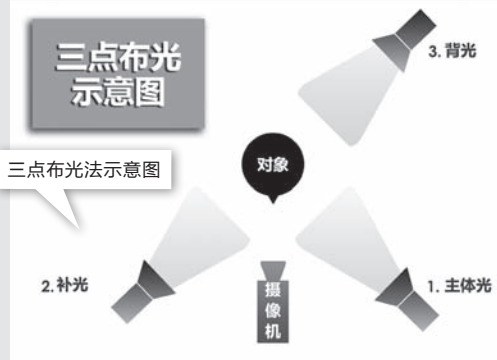 三点布光
示意图
3. 背光
对象
三点布光法示意图
2. 补光
摄
像
机
1. 主体光